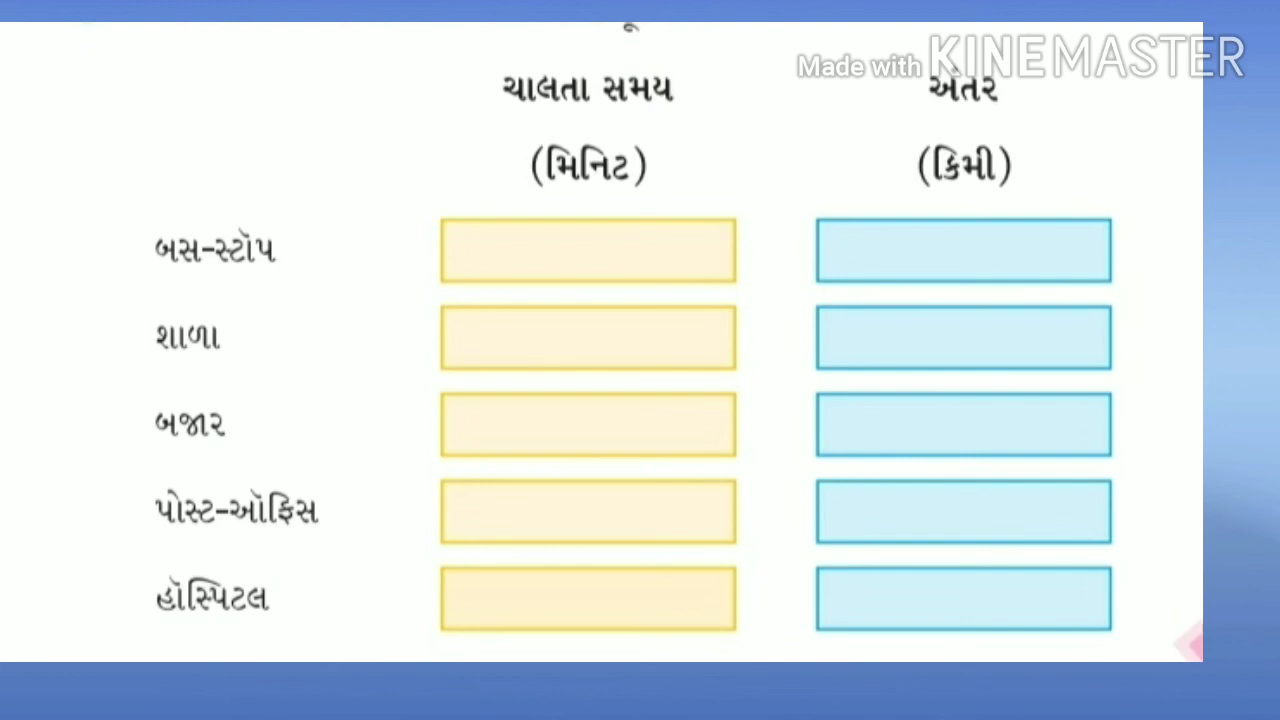 Made with KINEMASTER
ચાલતા સમય અંતર
(મિનિટ) (કિમી)
બસ-સ્ટૉપ
શાળા
બજાર
પોસ્ટ-ઑફિસ
હૉસ્પિટલ